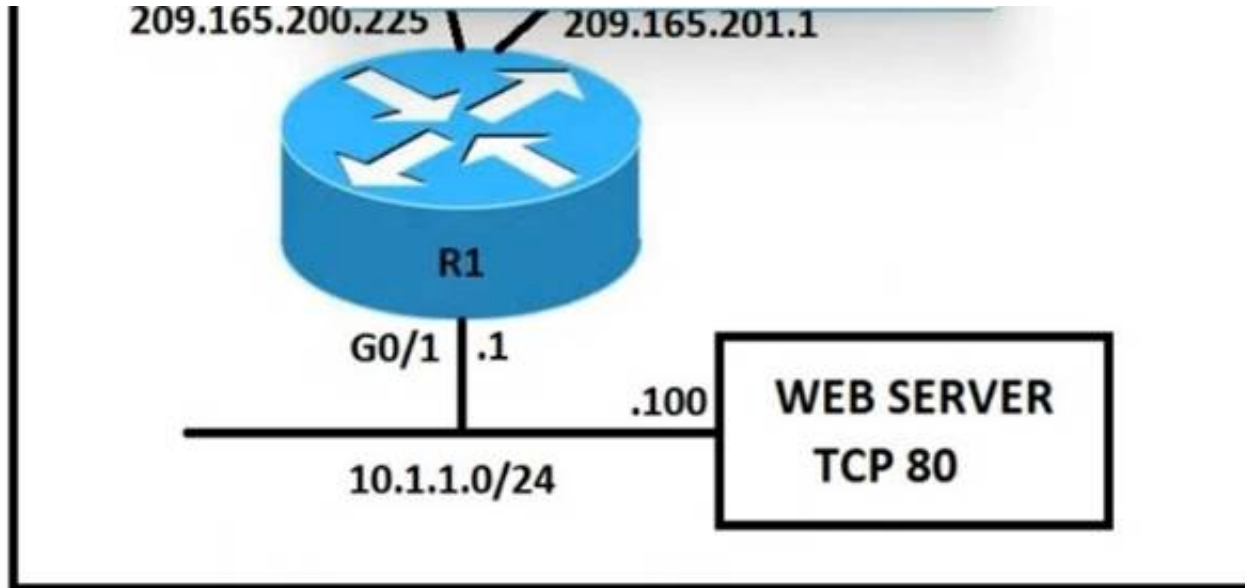 209.165.200.225
209.165.201.1
R1
G0/1 .1
.100
WEB SERVER
TCP 80
10.1.1.0/24